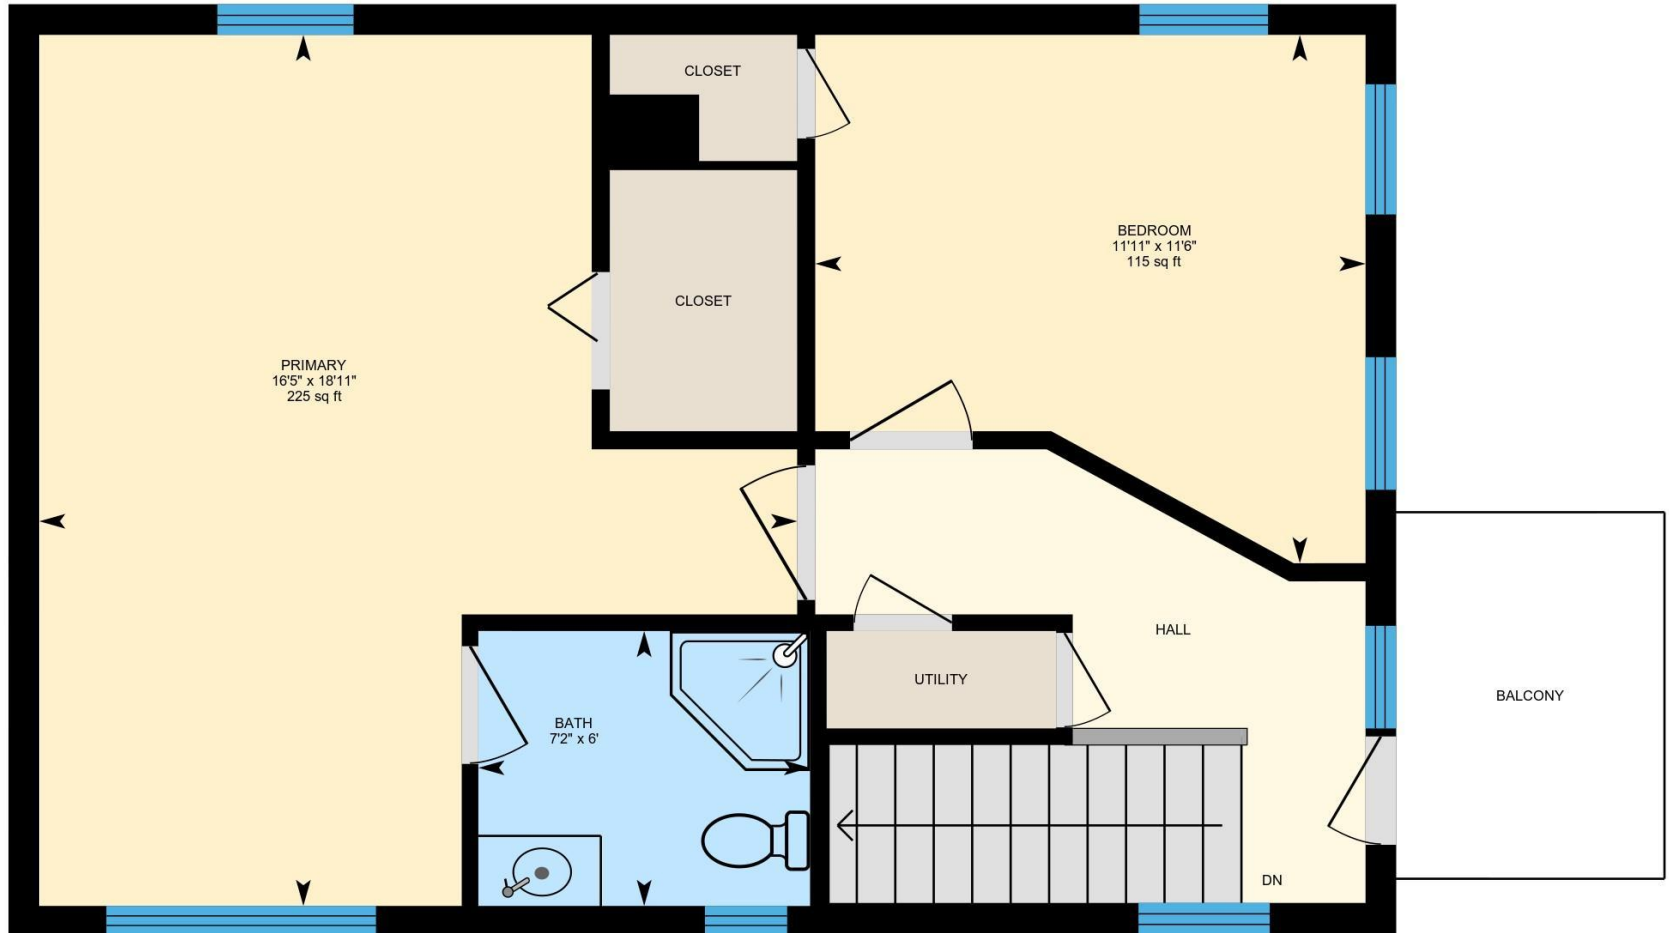 CLOSET
BEDROOM
11'11" x 11'6"
115 sq ft
CLOSET
PRIMARY
16'5" x 18'11"
225 sq ft
HALL
UTILITY
BALCONY
BATH
7'2" x 6'
DN